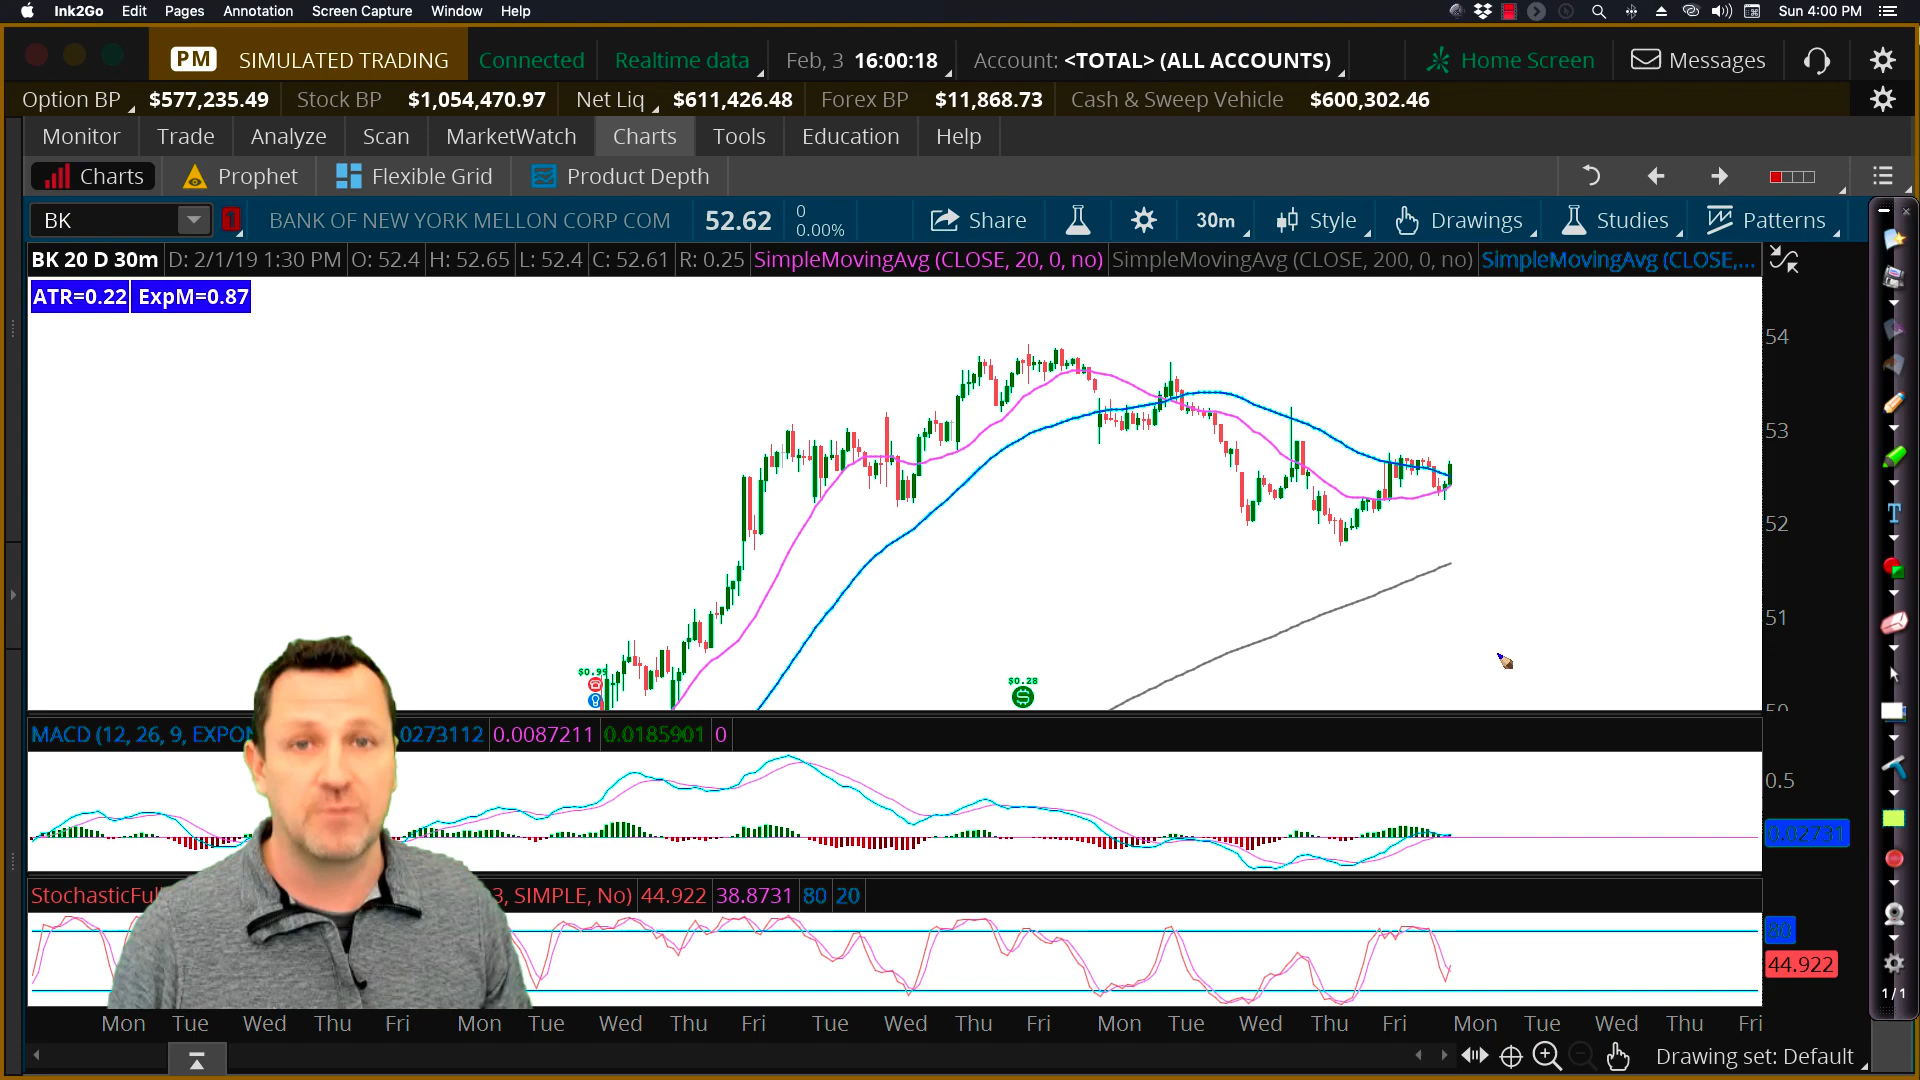 Ink2Go Edit Pages Annotation Screen Capture Window Help Sun 4:00 PM
PM SIMULATED TRADING Connected Realtime data Feb, 3 16:00:18 Account: <TOTAL> (ALL ACCOUNTS) Home Screen Messages
Option BP $577,235.49 Stock BP $1,054,470.97 Net Liq $611,426.48 Forex BP $11,868.73 Cash & Sweep Vehicle $600,302.46
Monitor Trade Analyze Scan MarketWatch Charts Tools Education Help
Charts Prophet Flexible Grid Product Depth
BK 1 BANK OF NEW YORK MELLON CORP COM 52.62 0 0.00% Share 30m Style Drawings Studies Patterns
BK 20 D 30m D: 2/1/19 1:30 PM O: 52.4 H: 52.65 L: 52.4 C: 52.61 R: 0.25 SimpleMovingAvg (CLOSE, 20, 0, no) SimpleMovingAvg (CLOSE, 200, 0, no) SimpleMovingAvg (CLOSE,...
ATR=0.22 ExpM=0.87
54
53
52
51
50
$0.99
$0.28
MACD (12, 26, 9, EXPON 0273112 0.0087211 0.0185901 0
0.5
0.02731
StochasticFul 3, SIMPLE, No) 44.922 38.8731 80 20
80
44.922
1 / 1
Mon Tue Wed Thu Fri Mon Tue Wed Thu Fri Tue Wed Thu Fri Mon Tue Wed Thu Fri Mon Tue Wed Thu Fri
Drawing set: Default